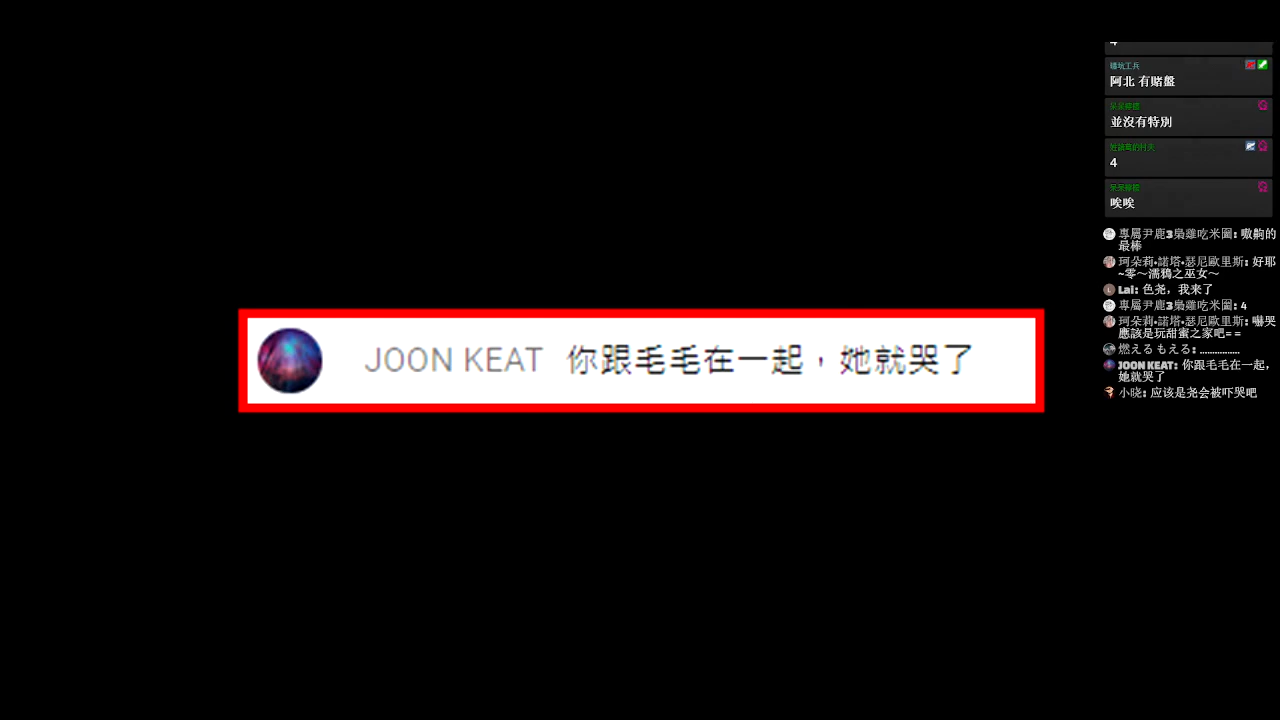 JOON KEAT 你跟毛毛在一起，她就哭了
4
阿北 有賭盤
並沒有特別
4
唉唉
專屬尹鹿3梟雞吃米圖: 噷齁的
最棒
珂朵莉•諾塔•瑟尼歐里斯: 好耶
~零～濡鴉之巫女～
Lai: 色尧，我来了
專屬尹鹿3梟雞吃米圖: 4
珂朵莉•諾塔•瑟尼歐里斯: 嚇哭
應該是玩甜蜜之家吧= =
燃える もえる: ...............
JOON KEAT: 你跟毛毛在一起，
她就哭了
小晓: 应该是尧会被吓哭吧